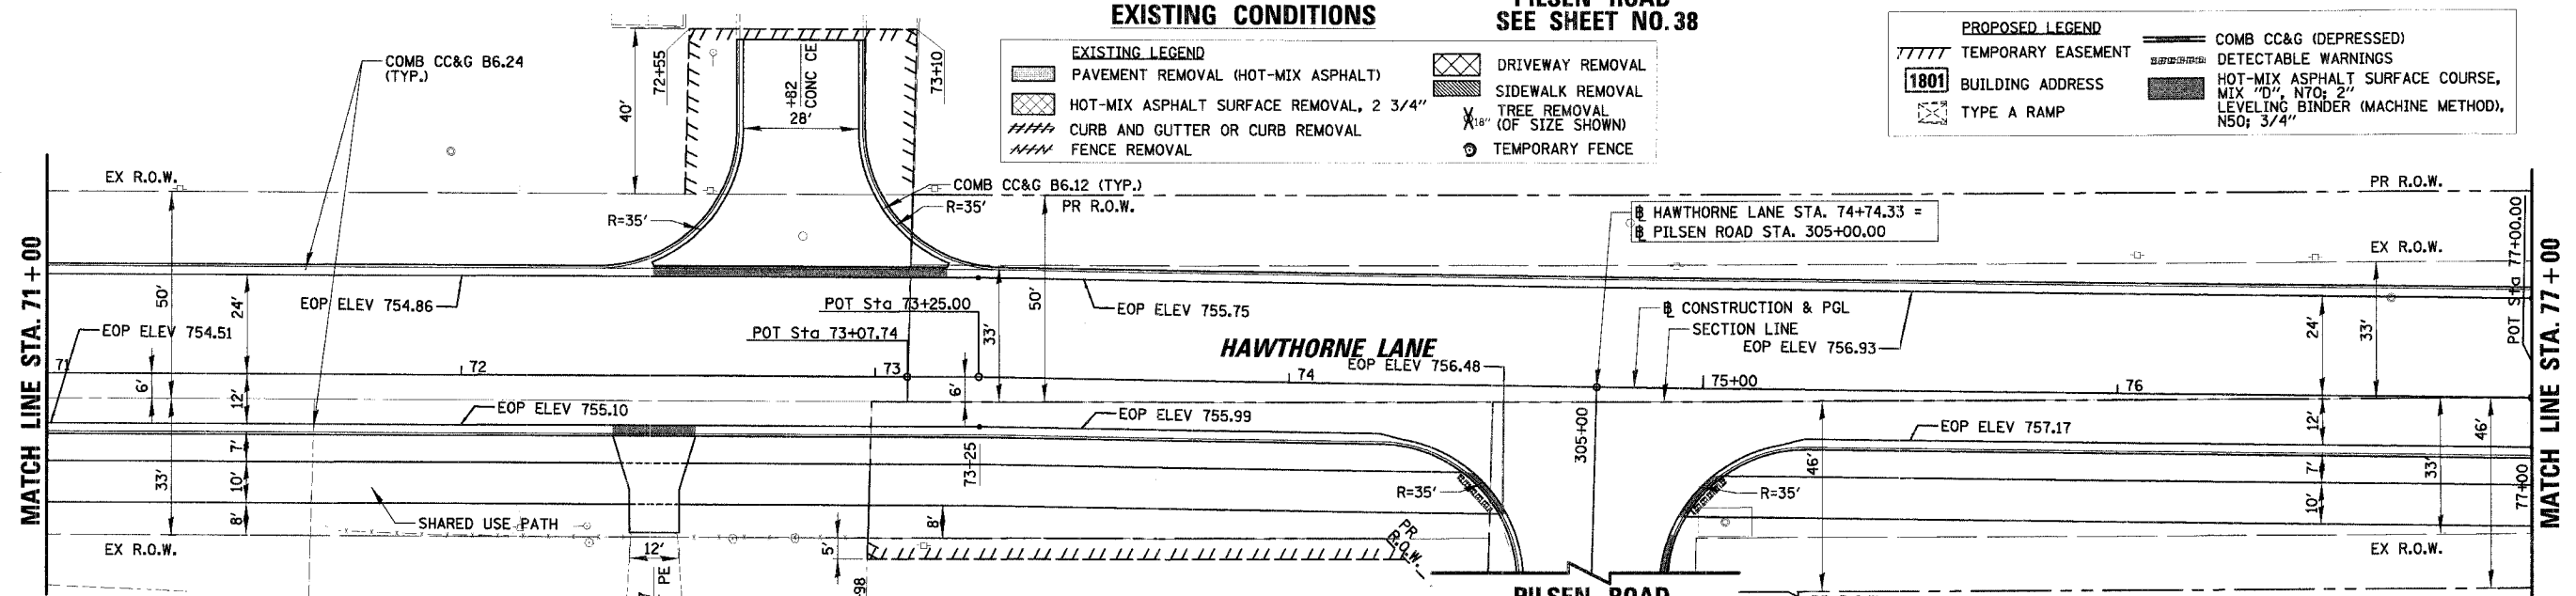 EXISTING CONDITIONS
PILSEN ROAD
SEE SHEET NO. 38
EXISTING LEGEND
PAVEMENT REMOVAL (HOT-MIX ASPHALT)
HOT-MIX ASPHALT SURFACE REMOVAL, 2 3/4"
CURB AND GUTTER OR CURB REMOVAL
FENCE REMOVAL
DRIVEWAY REMOVAL
SIDEWALK REMOVAL
18"
TREE REMOVAL
(OF SIZE SHOWN)
TEMPORARY FENCE
PROPOSED LEGEND
TEMPORARY EASEMENT
1801
BUILDING ADDRESS
TYPE A RAMP
COMB CC&G (DEPRESSED)
DETECTABLE WARNINGS
HOT-MIX ASPHALT SURFACE COURSE,
MIX "D", N70; 2"
LEVELING BINDER (MACHINE METHOD),
N50; 3/4"
COMB CC&G B6.24
(TYP.)
40'
72+55
+82
CONC CE
28'
73+10
EX R.O.W.
COMB CC&G B6.12 (TYP.)
R=35'
R=35'
PR R.O.W.
PR R.O.W.
HAWTHORNE LANE STA. 74+74.33 =
PILSEN ROAD STA. 305+00.00
EX R.O.W.
MATCH LINE STA. 71+00
MATCH LINE STA. 77+00
POT Sta 77+00.00
50'
24'
EOP ELEV 754.86
EOP ELEV 754.51
POT Sta 73+25.00
POT Sta 73+07.74
33'
50'
EOP ELEV 755.75
CONSTRUCTION & PGL
SECTION LINE
EOP ELEV 756.93
24'
33'
HAWTHORNE LANE
EOP ELEV 756.48
71
72
73
74
75+00
76
6'
12'
6'
EOP ELEV 755.10
EOP ELEV 755.99
73+25
305+00
EOP ELEV 757.17
12'
46'
46'
33'
7'
10'
8'
33'
SHARED USE PATH
R=35'
R=35'
7'
10'
33'
77+00
8'
5'
12'
PE
98
EX R.O.W.
PR
R.O.W.
EX R.O.W.
PILSEN ROAD